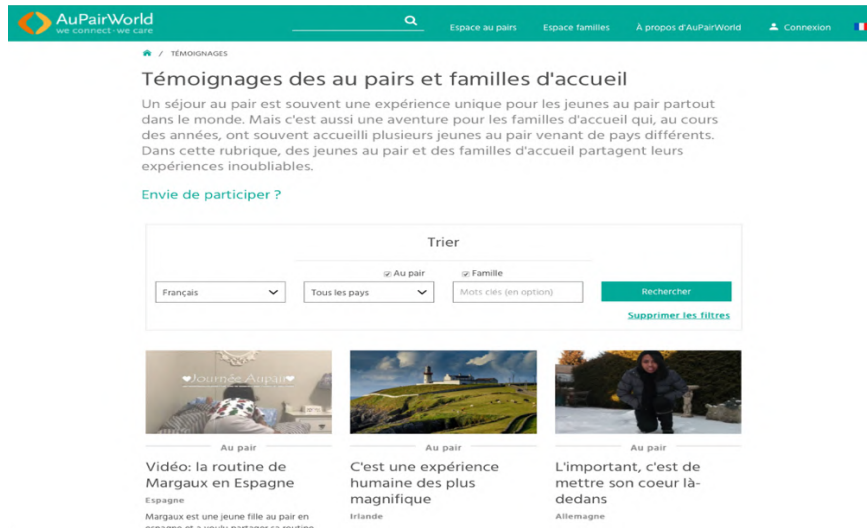 AuPairWorld
we connect·we care
Espace au pairs
Espace familles
À propos d'AuPairWorld
Connexion
/ TÉMOIGNAGES
Témoignages des au pairs et familles d'accueil
Un séjour au pair est souvent une expérience unique pour les jeunes au pair partout
dans le monde. Mais c'est aussi une aventure pour les familles d'accueil qui, au cours
des années, ont souvent accueilli plusieurs jeunes au pair venant de pays différents.
Dans cette rubrique, des jeunes au pair et des familles d'accueil partagent leurs
expériences inoubliables.
Envie de participer ?
Trier
Au pair
Famille
Français
Tous les pays
Mots clés (en option)
Rechercher
Supprimer les filtres
♥Journée Aupair♥
Au pair
Vidéo: la routine de
Margaux en Espagne
Espagne
Margaux est une jeune fille au pair en
espagne et a voulu partager sa routine
Au pair
C'est une expérience
humaine des plus
magnifique
Irlande
Au pair
L'important, c'est de
mettre son coeur là-
dedans
Allemagne